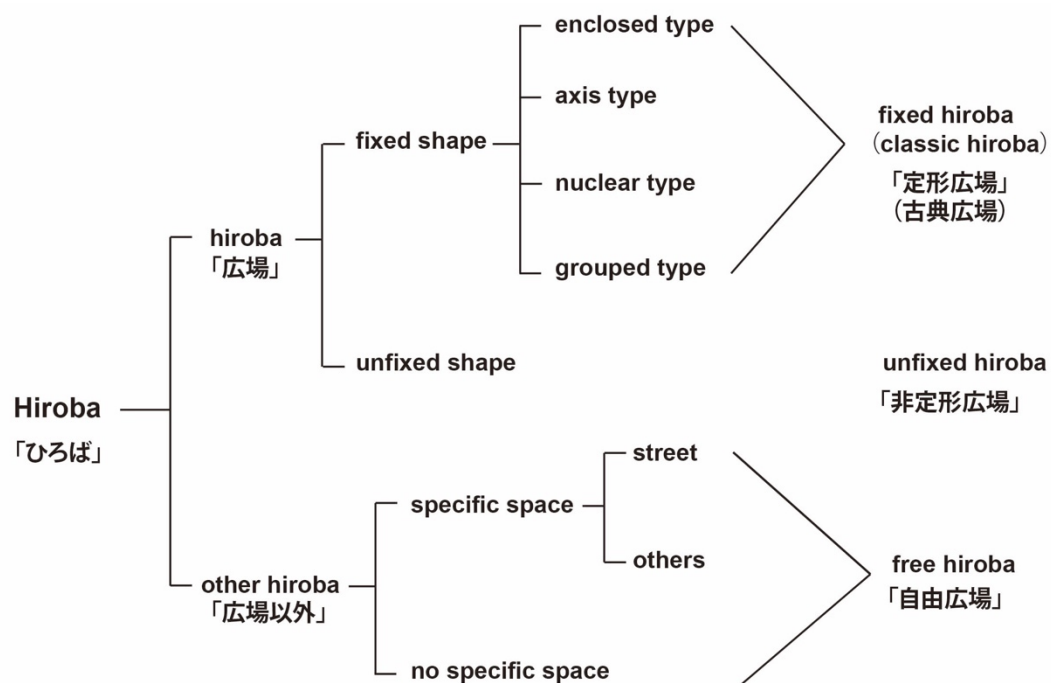 enclosed type
axis type
fixed shape
nuclear type
grouped type
fixed hiroba
（classic hiroba）
「定形広場」
（古典広場）
hiroba
「広場」
unfixed shape
unfixed hiroba
「非定形広場」
Hiroba
「ひろば」
street
specific space
others
other hiroba
「広場以外」
free hiroba
「自由広場」
no specific space